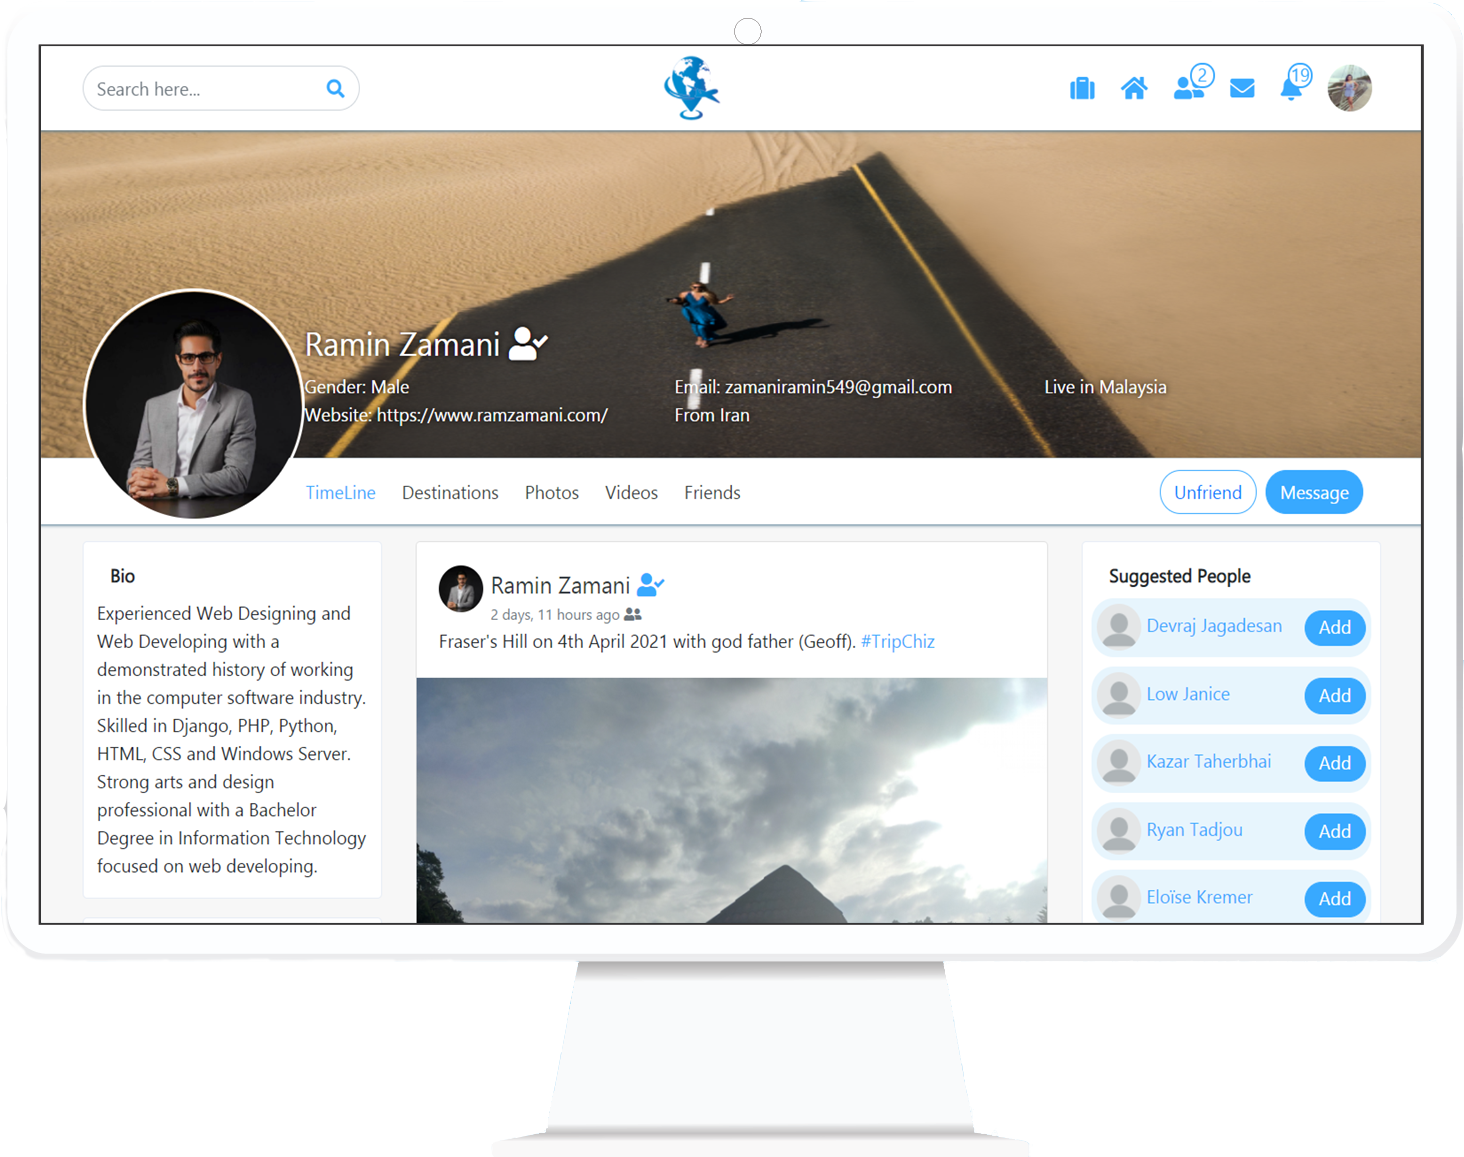 Search here...
2
19
Ramin Zamani
Gender: Male
Email: zamaniramin549@gmail.com
Live in Malaysia
Website: https://www.ramzamani.com/
From Iran
TimeLine
Destinations
Photos
Videos
Friends
Unfriend
Message
Bio
Experienced Web Designing and
Web Developing with a
demonstrated history of working
in the computer software industry.
Skilled in Django, PHP, Python,
HTML, CSS and Windows Server.
Strong arts and design
professional with a Bachelor
Degree in Information Technology
focused on web developing.
Ramin Zamani
2 days, 11 hours ago
Fraser's Hill on 4th April 2021 with god father (Geoff). #TripChiz
Suggested People
Devraj Jagadesan
Add
Low Janice
Add
Kazar Taherbhai
Add
Ryan Tadjou
Add
Eloïse Kremer
Add